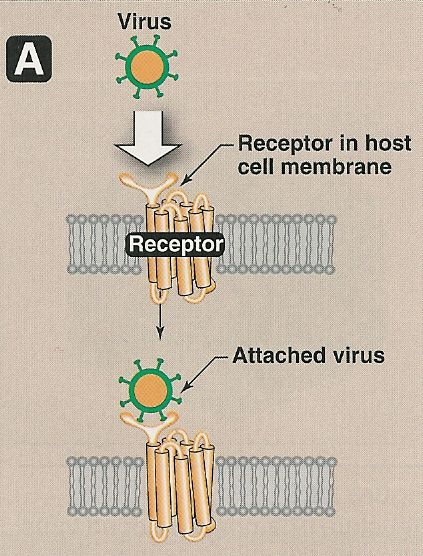 Virus
A
Receptor in host
cell membrane
Receptor
Attached virus